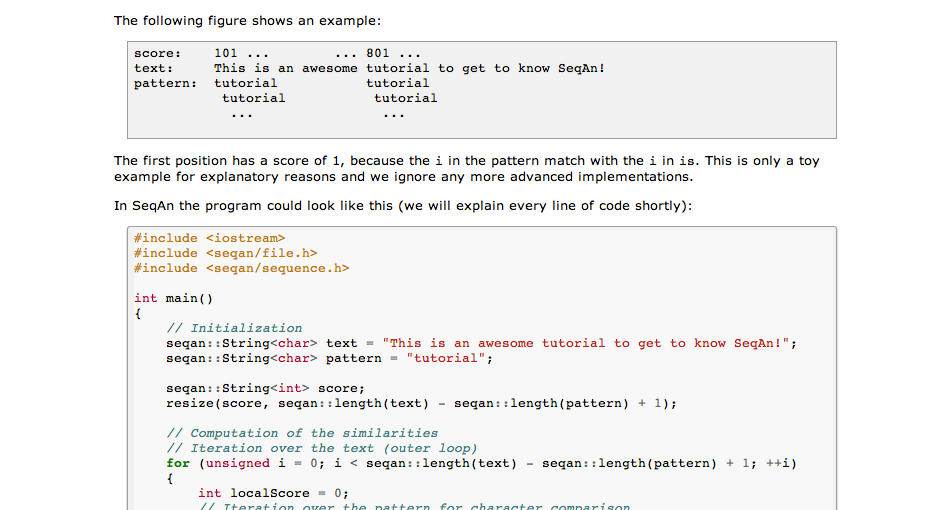 The following figure shows an example:
score:    101 ...        ... 801 ...
text:     This is an awesome tutorial to get to know SeqAn!
pattern:  tutorial           tutorial
           tutorial           tutorial
            ...                ...
The first position has a score of 1, because the i in the pattern match with the i in is. This is only a toy
example for explanatory reasons and we ignore any more advanced implementations.
In SeqAn the program could look like this (we will explain every line of code shortly):
#include <iostream>
#include <seqan/file.h>
#include <seqan/sequence.h>
int main()
{
    // Initialization
    seqan::String<char> text = "This is an awesome tutorial to get to know SeqAn!";
    seqan::String<char> pattern = "tutorial";
    seqan::String<int> score;
    resize(score, seqan::length(text) - seqan::length(pattern) + 1);
    // Computation of the similarities
    // Iteration over the text (outer loop)
    for (unsigned i = 0; i < seqan::length(text) - seqan::length(pattern) + 1; ++i)
    {
        int localScore = 0;
        // Iteration over the pattern for character comparison